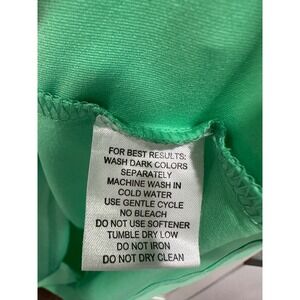 FOR BEST RESULTS:
WASH DARK COLORS
SEPARATELY
MACHINE WASH IN
COLD WATER
USE GENTLE CYCLE
NO BLEACH
DO NOT USE SOFTENER
TUMBLE DRY LOW
DO NOT IRON
DO NOT DRY CLEAN